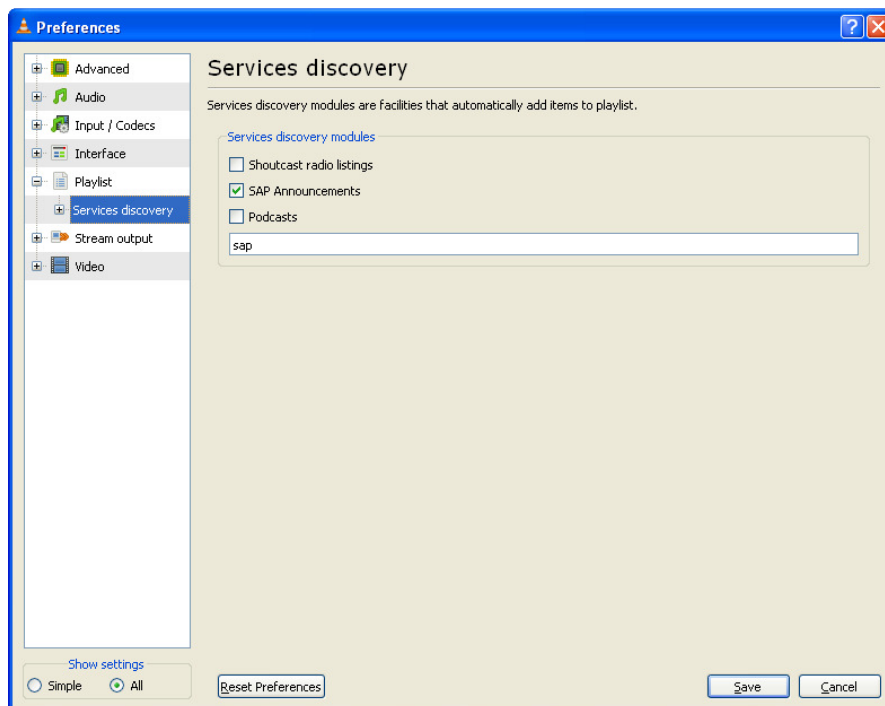 Preferences
Advanced
Audio
Input / Codecs
Interface
Playlist
Services discovery
Stream output
Video
Services discovery
Services discovery modules are facilities that automatically add items to playlist.
Services discovery modules
Shoutcast radio listings
SAP Announcements
Podcasts
sap
Show settings
Simple
All
Reset Preferences
Save
Cancel